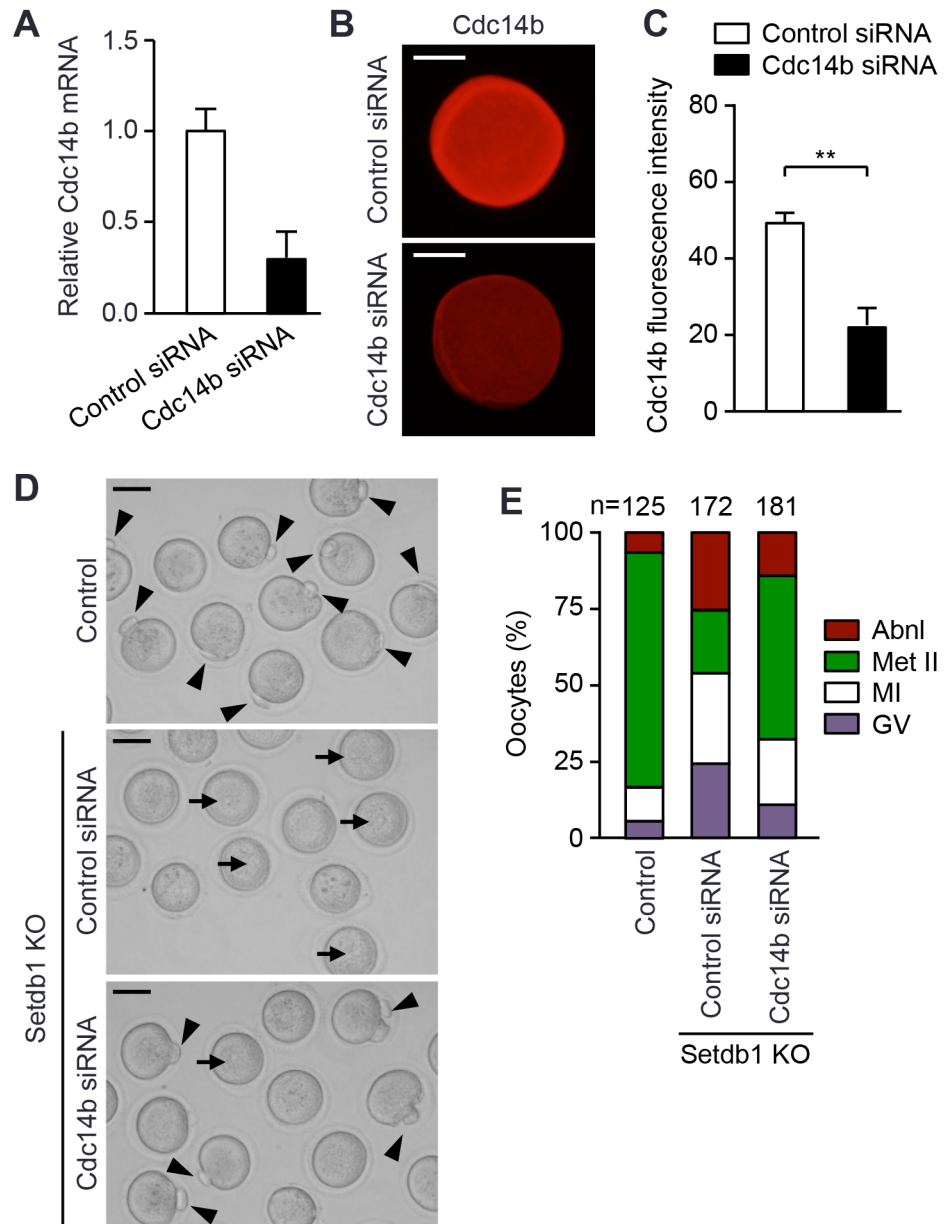 A
Relative Cdc14b mRNA
1.5
1.0
0.5
0.0
Control siRNA
Cdc14b siRNA
B
Cdc14b
Control siRNA
Cdc14b siRNA
C
Control siRNA
Cdc14b siRNA
Cdc14b fluorescence intensity
80
60
40
20
0
**
D
Control
Setdb1 KO
Control siRNA
Cdc14b siRNA
E
n=125 172 181
Oocytes (%)
100
75
50
25
0
Abnl
Met II
MI
GV
Control
Control siRNA
Cdc14b siRNA
Setdb1 KO